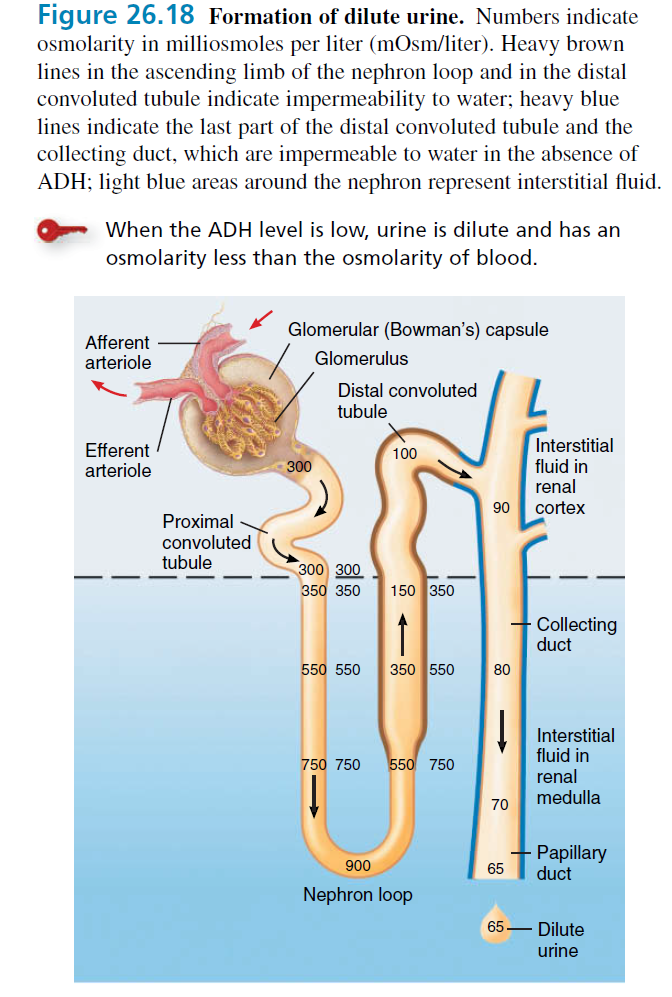 Figure 26.18 Formation of dilute urine. Numbers indicate
osmolarity in milliosmoles per liter (mOsm/liter). Heavy brown
lines in the ascending limb of the nephron loop and in the distal
convoluted tubule indicate impermeability to water; heavy blue
lines indicate the last part of the distal convoluted tubule and the
collecting duct, which are impermeable to water in the absence of
ADH; light blue areas around the nephron represent interstitial fluid.
When the ADH level is low, urine is dilute and has an
osmolarity less than the osmolarity of blood.
Afferent
arteriole
Glomerular (Bowman's) capsule
Glomerulus
Distal convoluted
tubule
Efferent
arteriole
300
100
Interstitial
fluid in
renal
cortex
90
Proximal
convoluted
tubule
300 300
350 350 150 350
Collecting
duct
550 550 350 550 80
Interstitial
fluid in
renal
medulla
750 750 550 750
70
900
Papillary
duct
65
Nephron loop
65
Dilute
urine